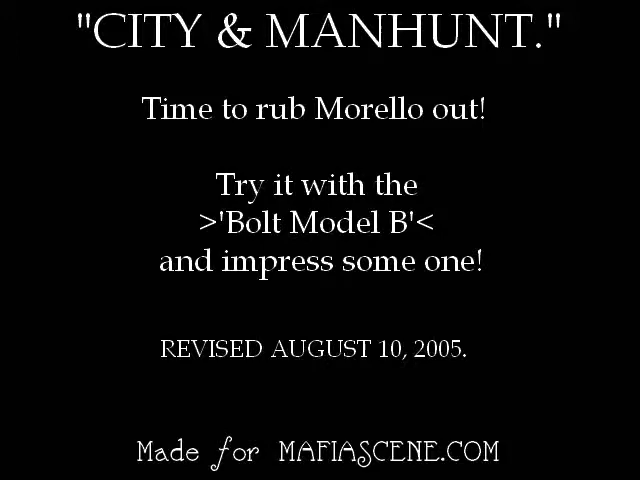 "CITY & MANHUNT."
Time to rub Morello out!
Try it with the
>'Bolt Model B'<
and impress some one!
REVISED AUGUST 10, 2005.
Made for MAFIASCENE.COM